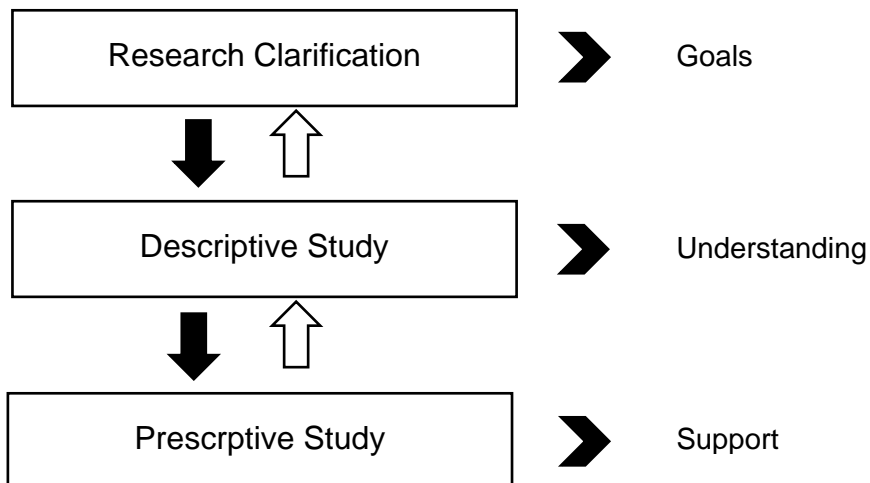 Research Clarification
Goals
Descriptive Study
Understanding
Prescrptive Study
Support